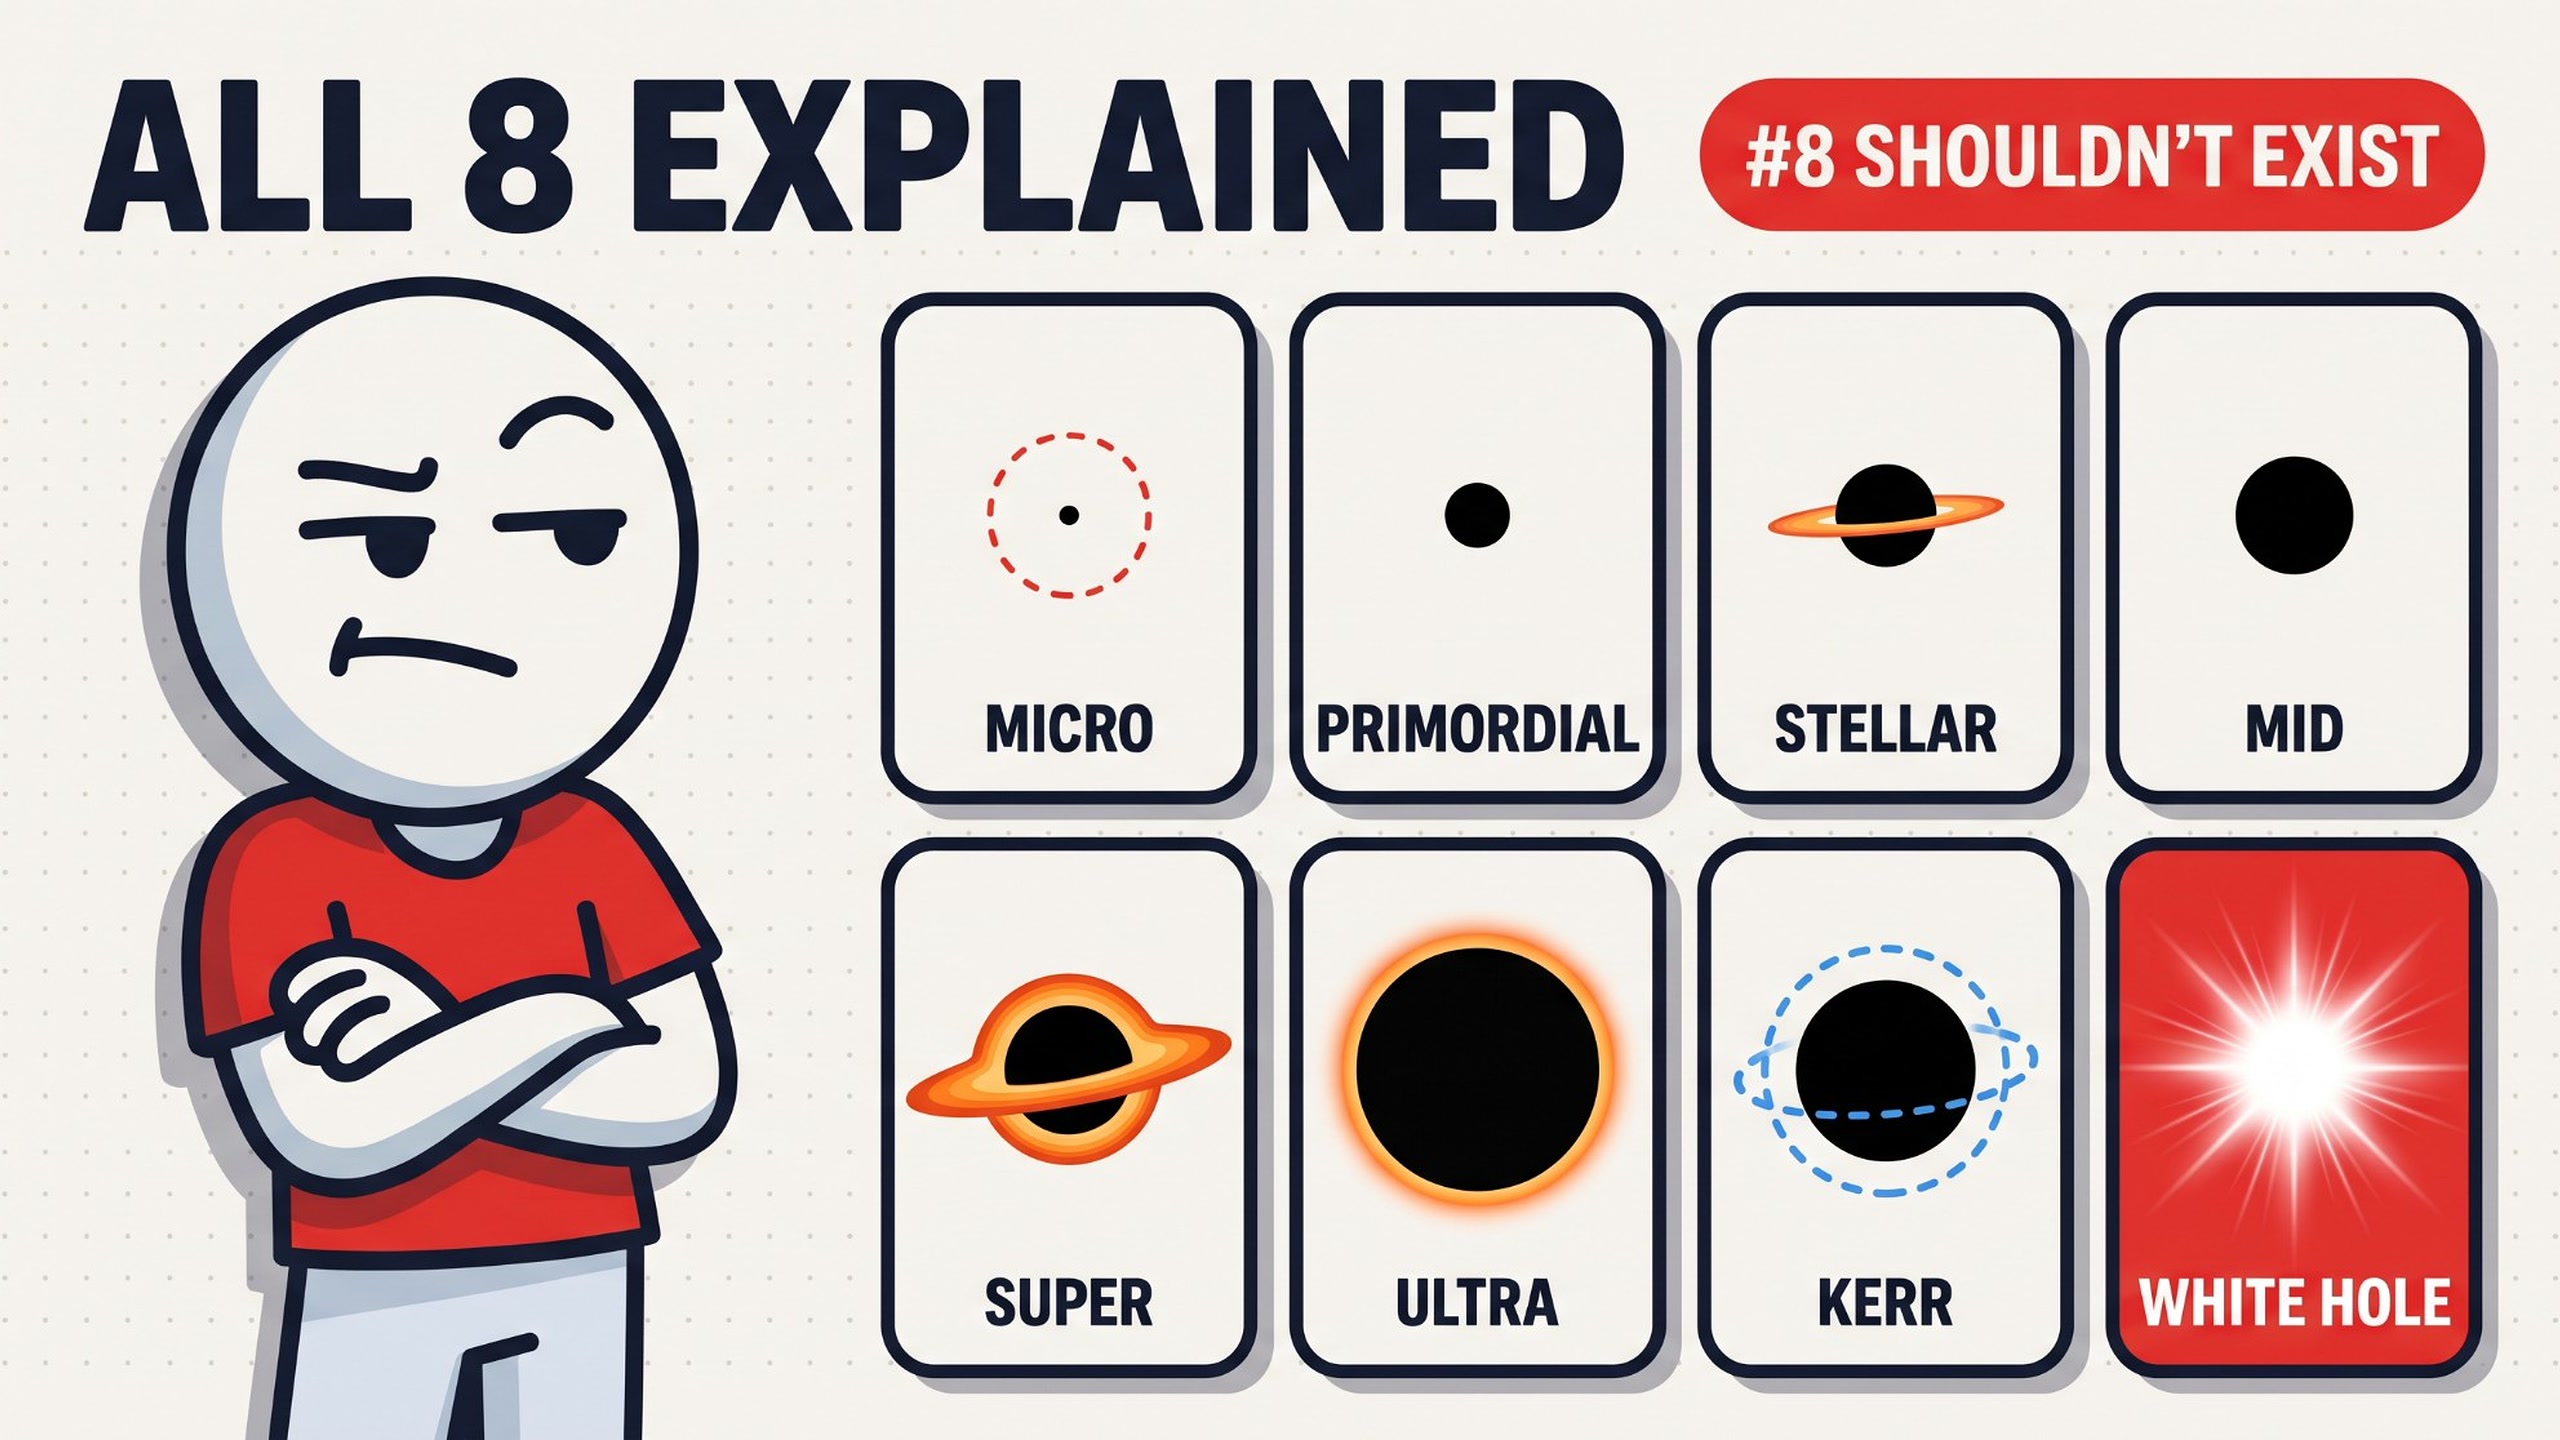 ALL 8 EXPLAINED
#8 SHOULDN'T EXIST
MICRO
PRIMORDIAL
STELLAR
MID
SUPER
ULTRA
KERR
WHITE HOLE